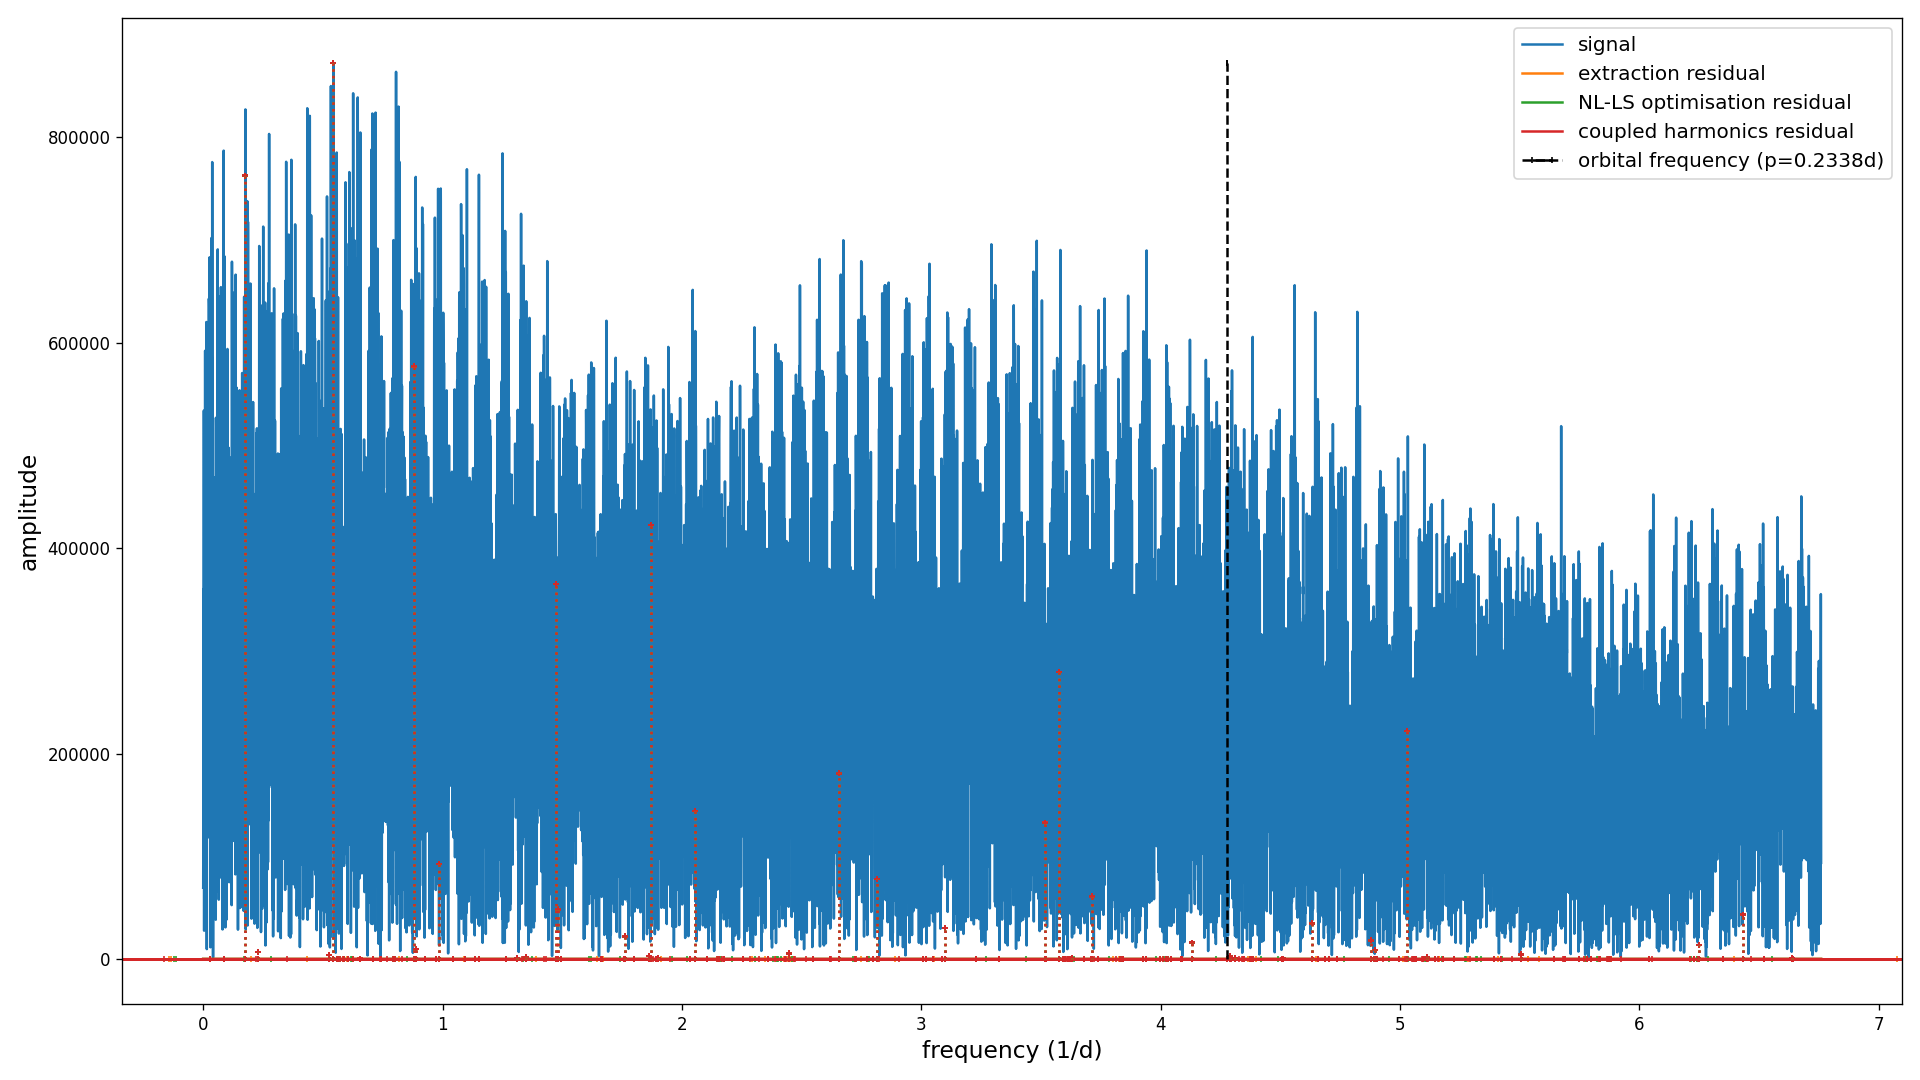 signal
extraction residual
NL-LS optimisation residual
coupled harmonics residual
orbital frequency (p=0.2338d)
amplitude
800000
600000
400000
200000
0
0 1 2 3 4 5 6 7
frequency (1/d)